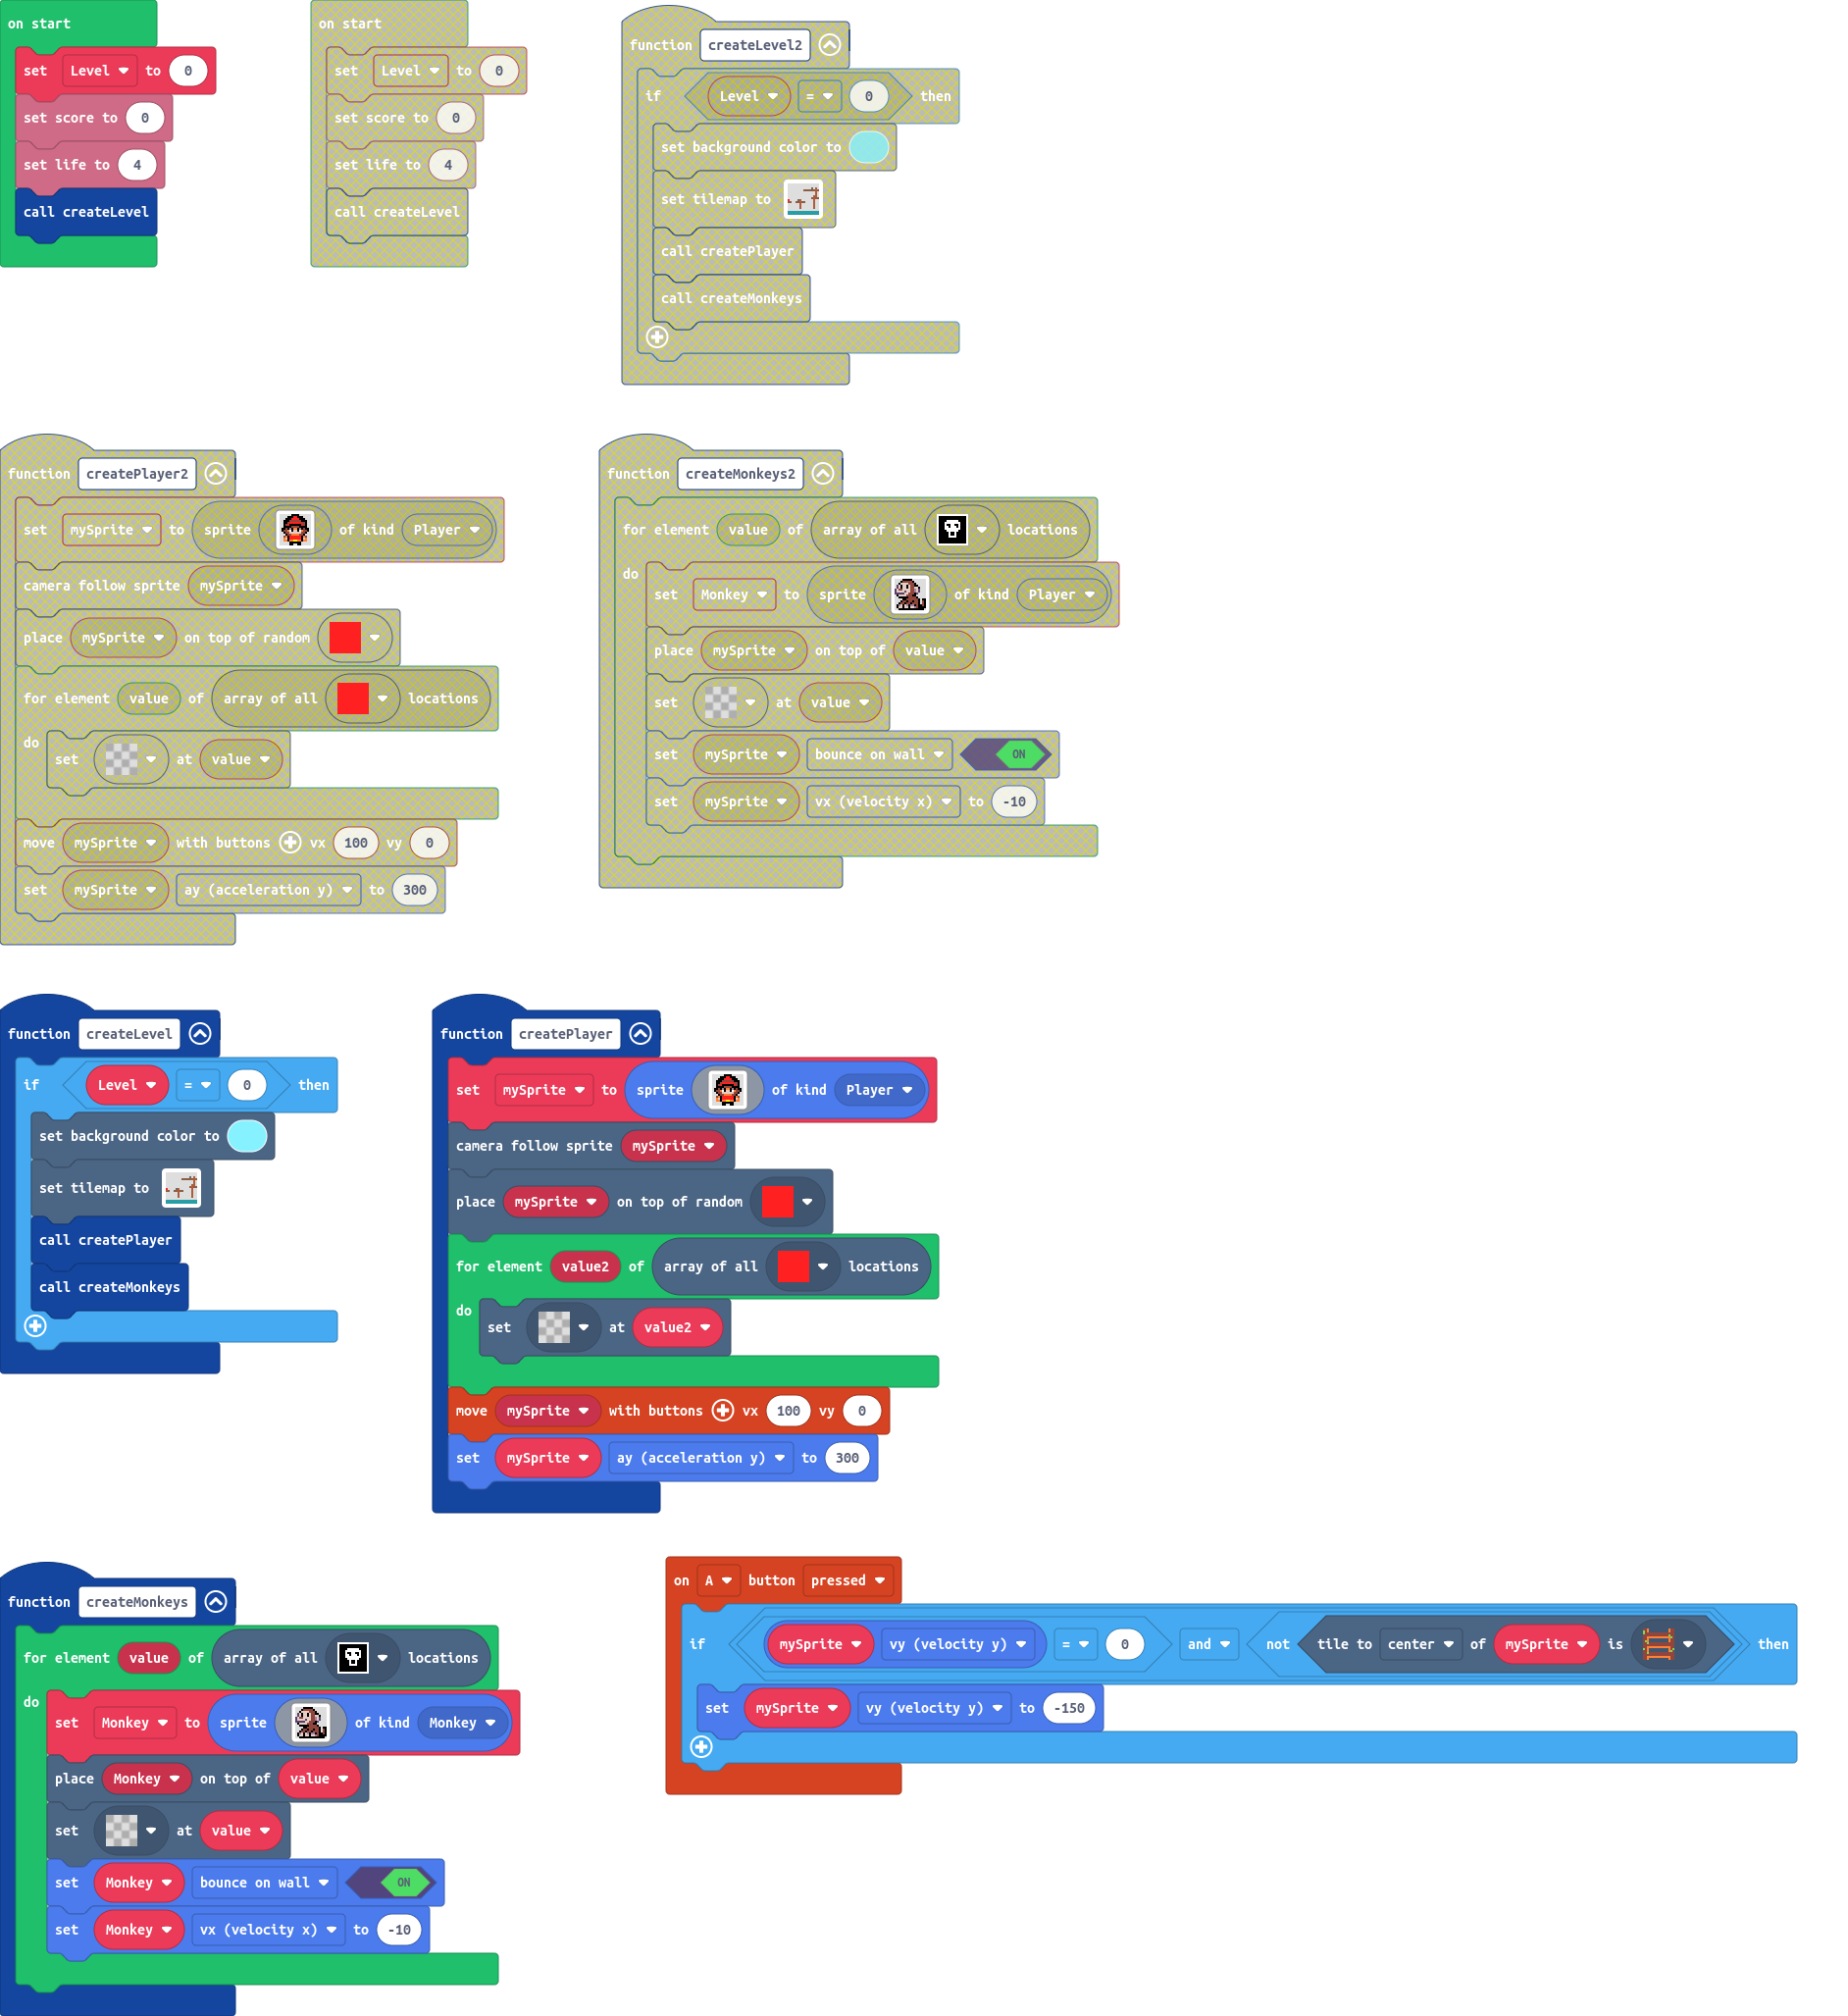 on start
set Level to 0
set score to 0
set life to 4
call createLevel
on start
set Level to 0
set score to 0
set life to 4
call createLevel
function createLevel2
if Level = 0 then
set background color to
set tilemap to
call createPlayer
call createMonkeys
function createPlayer2
set mySprite to sprite of kind Player
camera follow sprite mySprite
place mySprite on top of random
for element value of array of all locations
do
set at value
move mySprite with buttons vx 100 vy 0
set mySprite ay (acceleration y) to 300
function createMonkeys2
for element value of array of all locations
do
set Monkey to sprite of kind Player
place mySprite on top of value
set at value
set mySprite bounce on wall ON
set mySprite vx (velocity x) to -10
function createLevel
if Level = 0 then
set background color to
set tilemap to
call createPlayer
call createMonkeys
function createPlayer
set mySprite to sprite of kind Player
camera follow sprite mySprite
place mySprite on top of random
for element value2 of array of all locations
do
set at value2
move mySprite with buttons vx 100 vy 0
set mySprite ay (acceleration y) to 300
function createMonkeys
for element value of array of all locations
do
set Monkey to sprite of kind Monkey
place Monkey on top of value
set at value
set Monkey bounce on wall ON
set Monkey vx (velocity x) to -10
on A button pressed
if mySprite vy (velocity y) = 0 and not tile to center of mySprite is then
set mySprite vy (velocity y) to -150